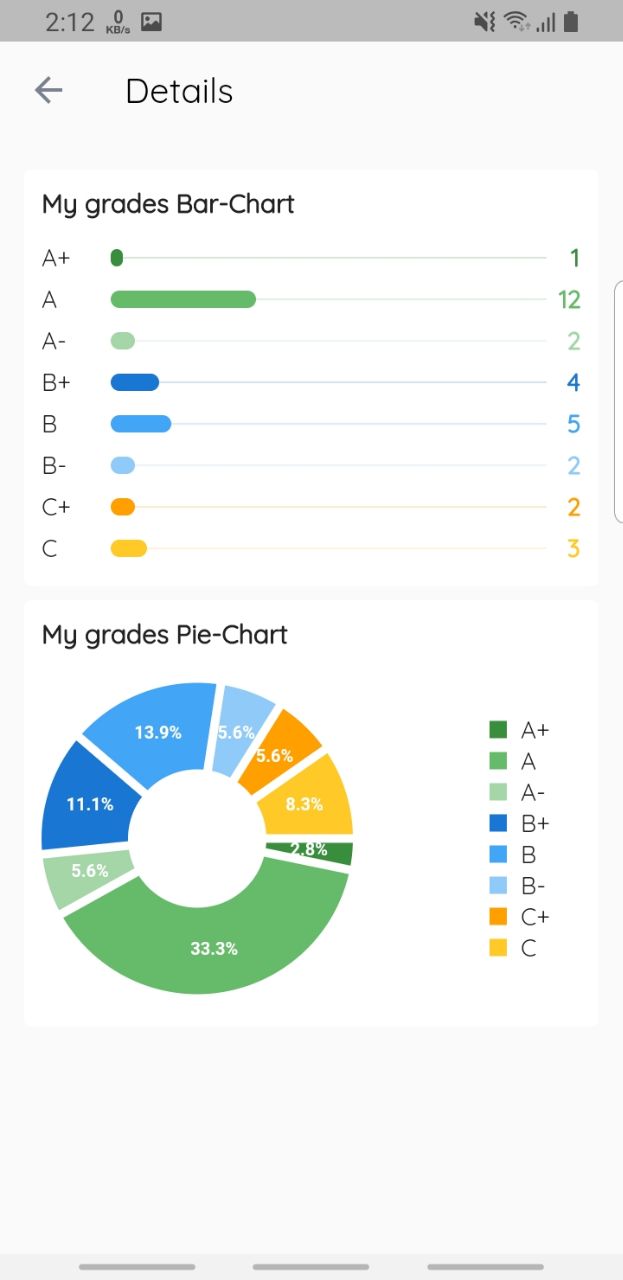 2:12 0 KB/s
Details
My grades Bar-Chart
A+ 1
A 12
A- 2
B+ 4
B 5
B- 2
C+ 2
C 3
My grades Pie-Chart
13.9%
5.6%
5.6%
11.1%
8.3%
2.8%
5.6%
33.3%
A+
A
A-
B+
B
B-
C+
C